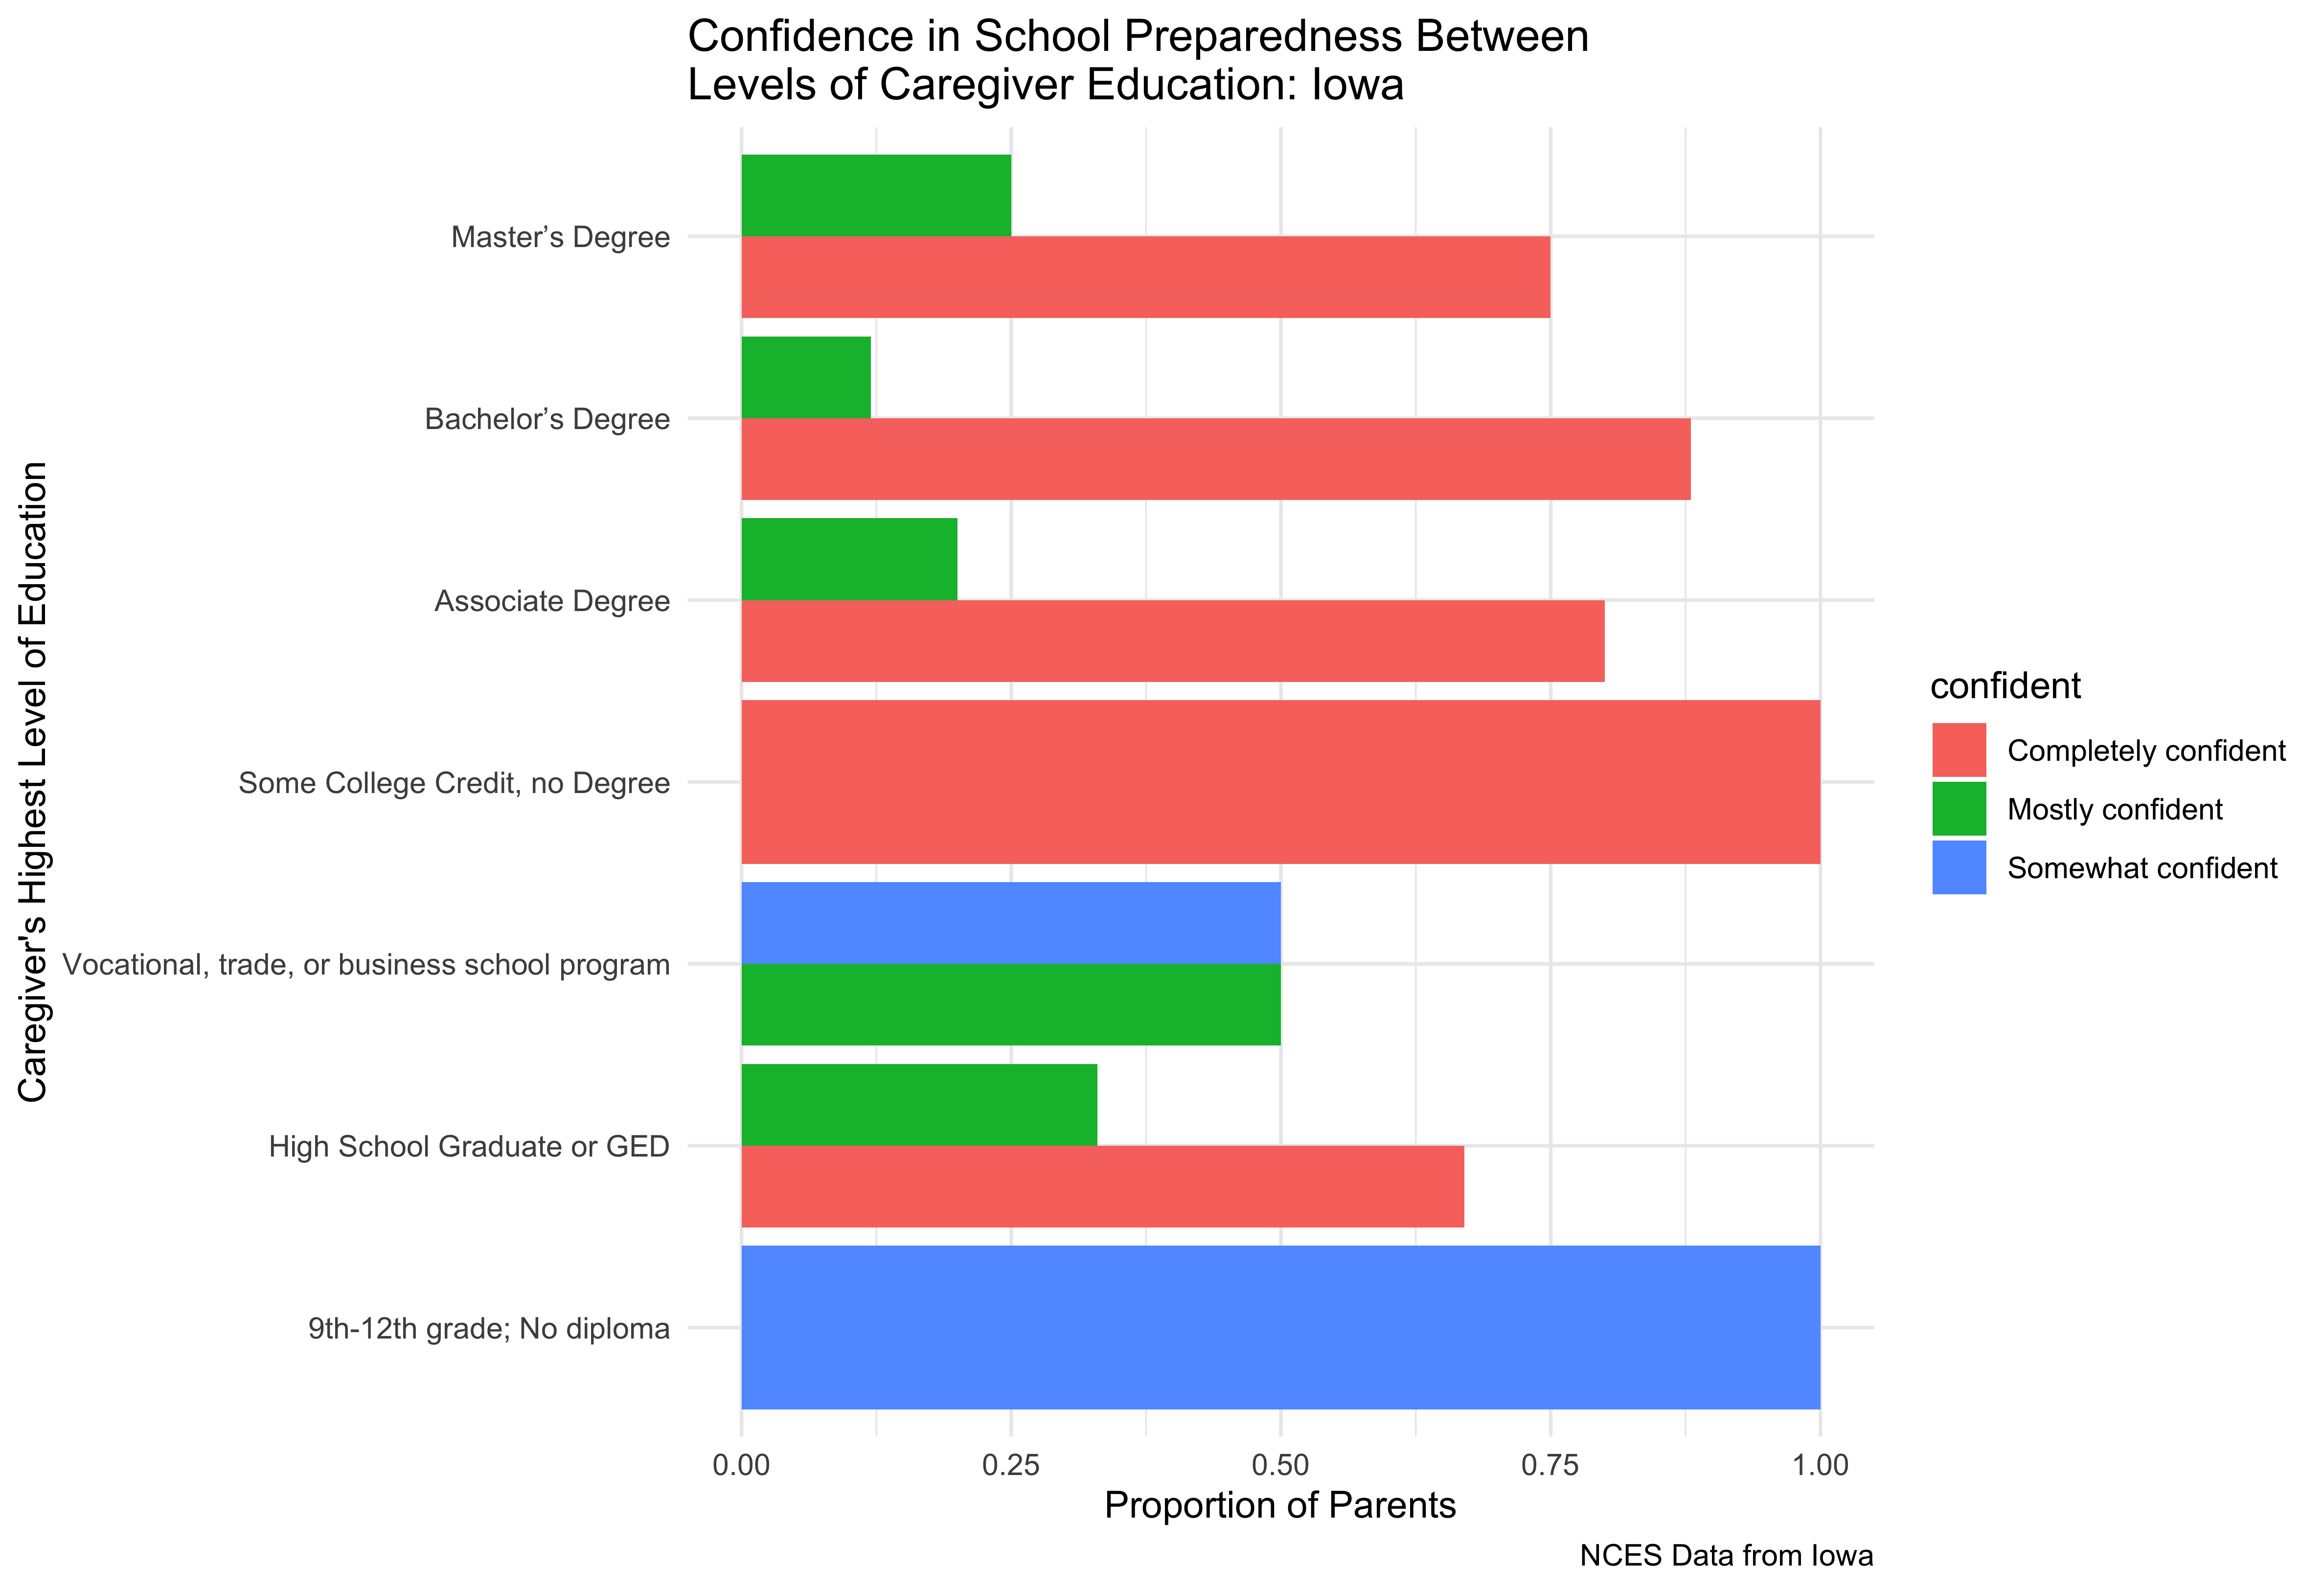 Confidence in School Preparedness Between
Levels of Caregiver Education: Iowa
Caregiver's Highest Level of Education
Master’s Degree
Bachelor’s Degree
Associate Degree
Some College Credit, no Degree
Vocational, trade, or business school program
High School Graduate or GED
9th-12th grade; No diploma
confident
Completely confident
Mostly confident
Somewhat confident
0.00 0.25 0.50 0.75 1.00
Proportion of Parents
NCES Data from Iowa